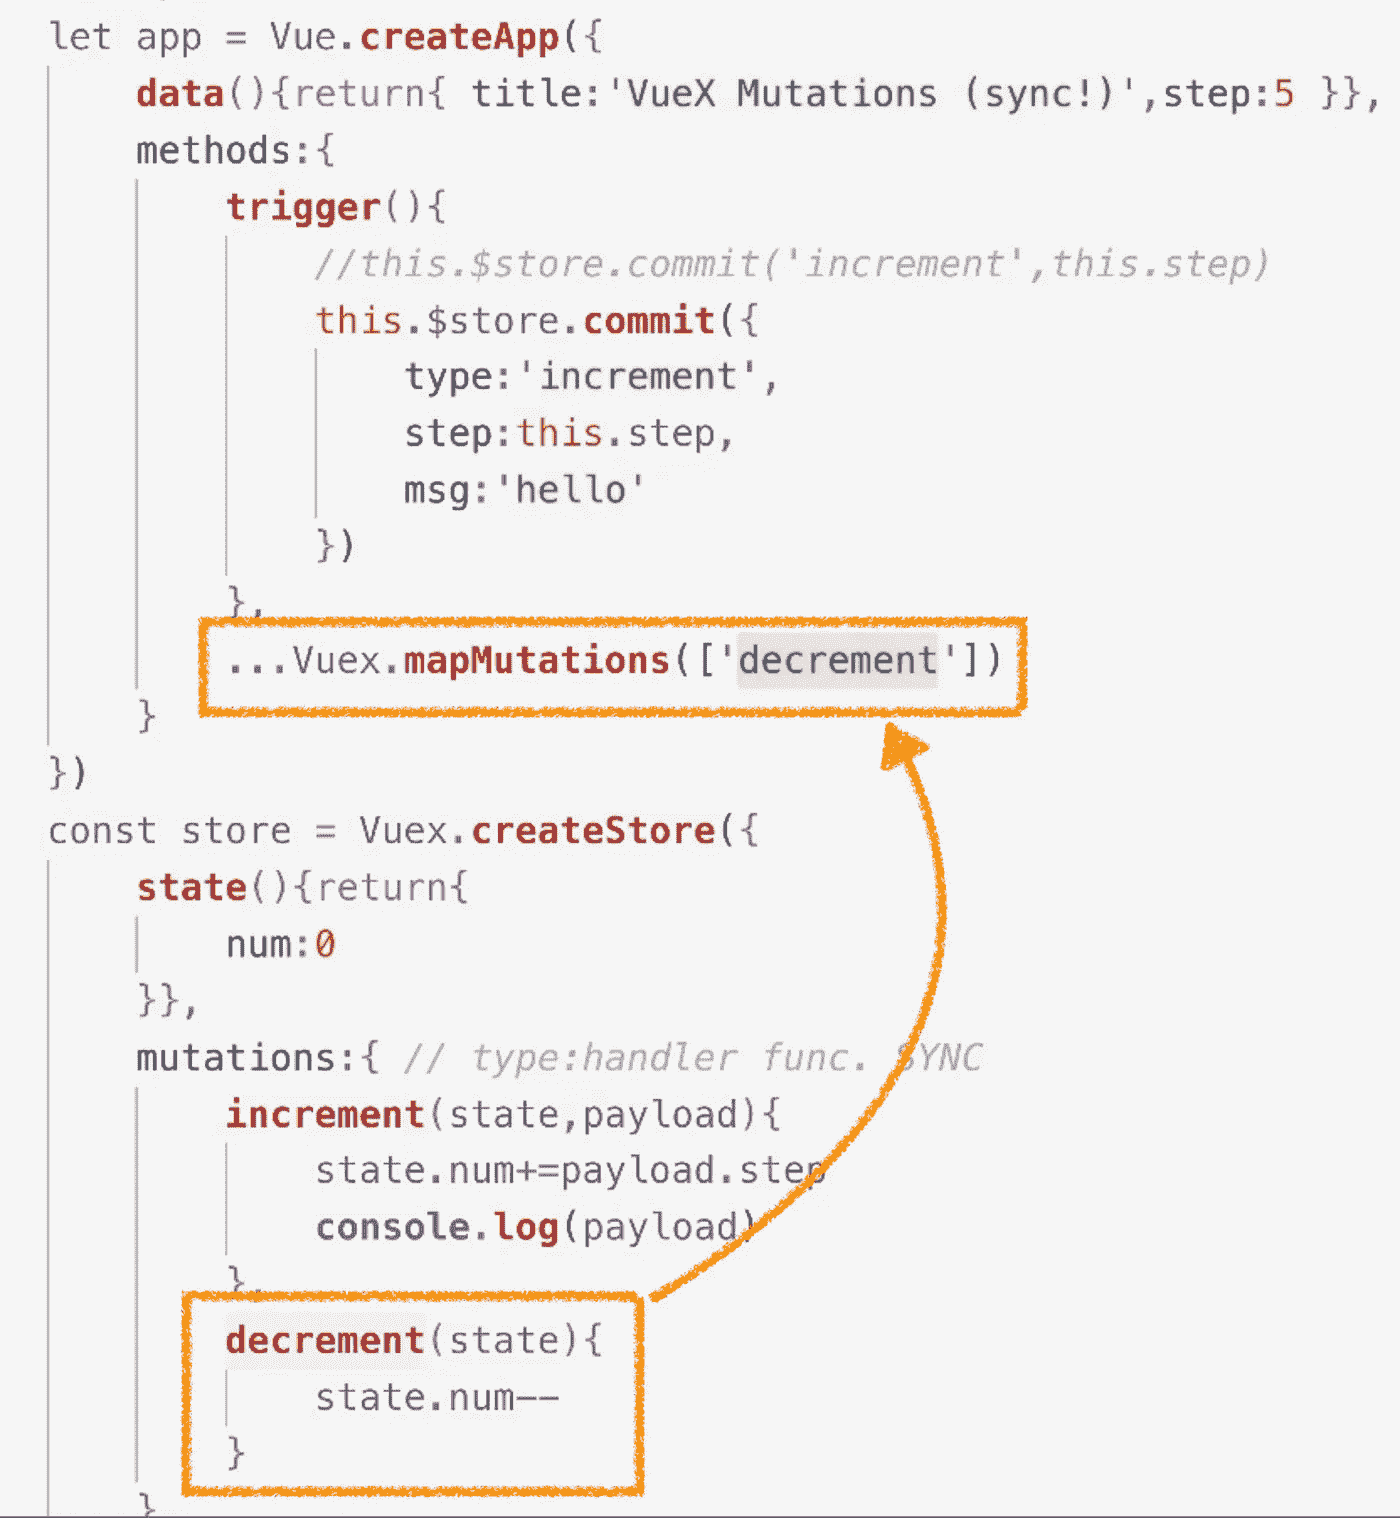 let app = Vue.createApp({
data(){return{ title:'VueX Mutations (sync!)',step:5 }},
methods:{
trigger(){
//this.$store.commit('increment',this.step)
this.$store.commit({
type:'increment',
step:this.step,
msg:'hello'
})
},
...Vuex.mapMutations(['decrement'])
}
})
const store = Vuex.createStore({
state(){return{
num:0
}},
mutations:{ // type:handler func. SYNC
increment(state,payload){
state.num+=payload.step
console.log(payload)
},
decrement(state){
state.num--
}
}